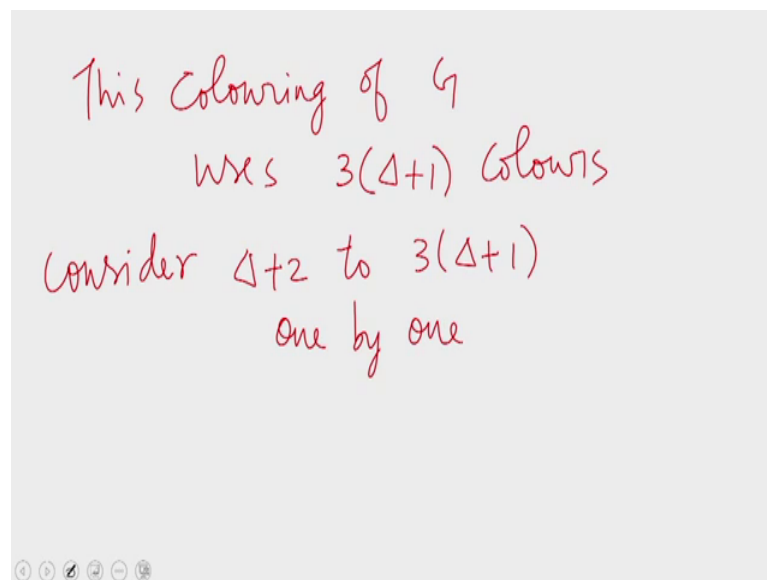 This Colouring of G
uses 3(Δ+1) Colours
Consider Δ+2 to 3(Δ+1)
one by one